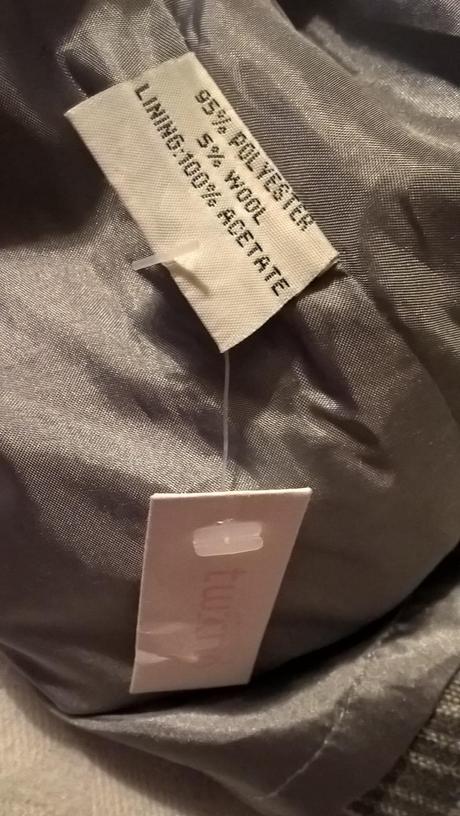 95% POLYESTER
5% WOOL
LINING:100% ACETATE